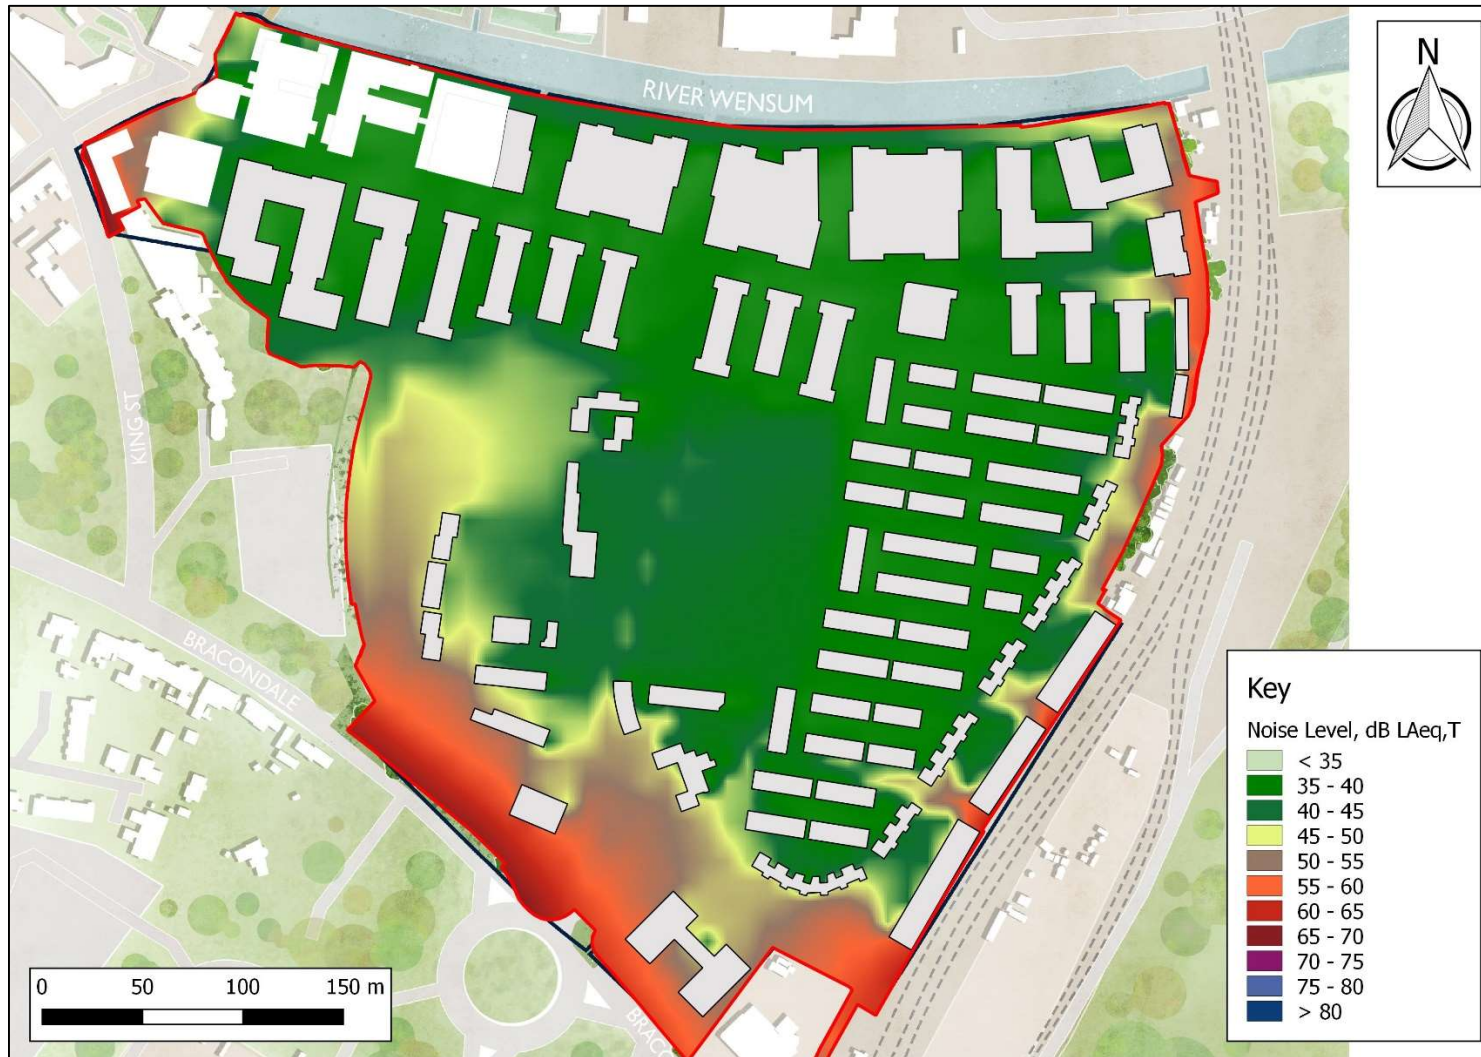 N
RIVER WENSUM
KING ST
BRACONDALE
Key
Noise Level, dB LAeq,T
< 35
35 - 40
40 - 45
45 - 50
50 - 55
55 - 60
60 - 65
65 - 70
70 - 75
75 - 80
> 80
0 50 100 150 m
BRACO